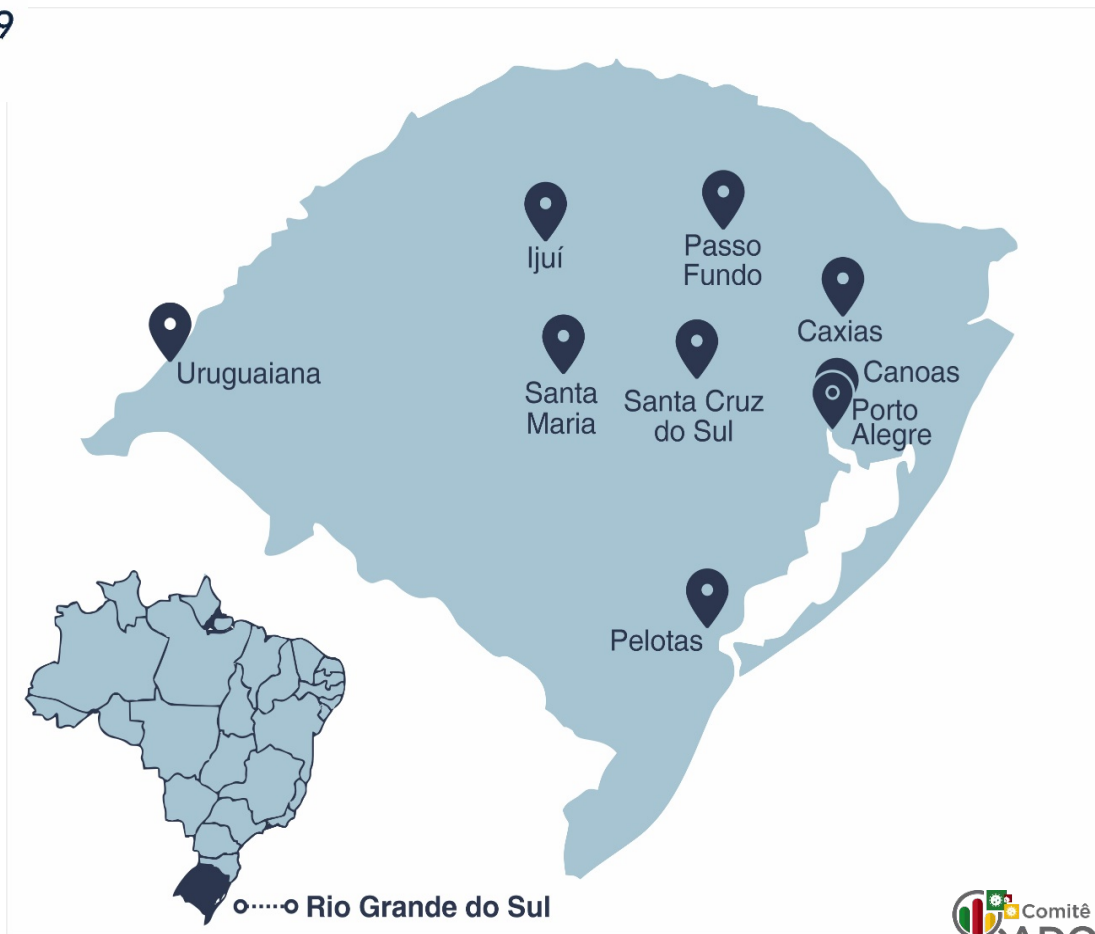 9
Ijuí
Passo
Fundo
Caxias
Uruguaiana
Santa
Maria
Santa Cruz
do Sul
Canoas
Porto
Alegre
Pelotas
Rio Grande do Sul
Comitê